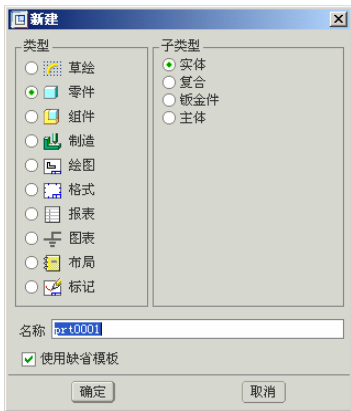 新建
类型
草绘
零件
组件
制造
绘图
格式
报表
图表
布局
标记
子类型
实体
复合
钣金件
主体
名称 prt0001
使用缺省模板
确定 取消